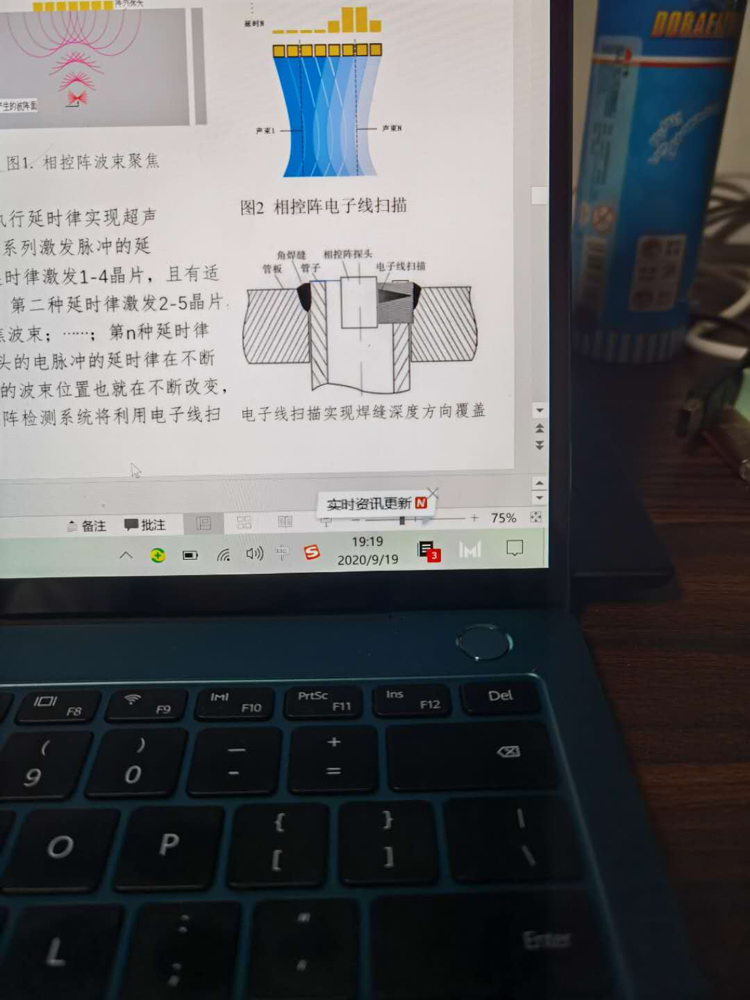 阵列探头
延时N
产生的波阵面
声束1
声束N
图1. 相控阵波束聚焦
图2 相控阵电子线扫描
执行延时律实现超声
系列激发脉冲的延
时律激发1-4晶片，且有适
第二种延时律激发2-5晶片，
焦波束；……；第n种延时律
头的电脉冲的延时律在不断
的波束位置也就在不断改变，
阵检测系统将利用电子线扫
角焊缝
相控阵探头
管板
管子
电子线扫描
电子线扫描实现焊缝深度方向覆盖
实时资讯更新 N
备注
批注
75%
中
S
19:19
2020/9/19
3
DORAE
F8
F9
F10
PrtSc
F11
Ins
F12
Del
(
9
)
0
—
-
+
=
O
P
{
[
}
]
|
\
L
:
;
"
'
Enter